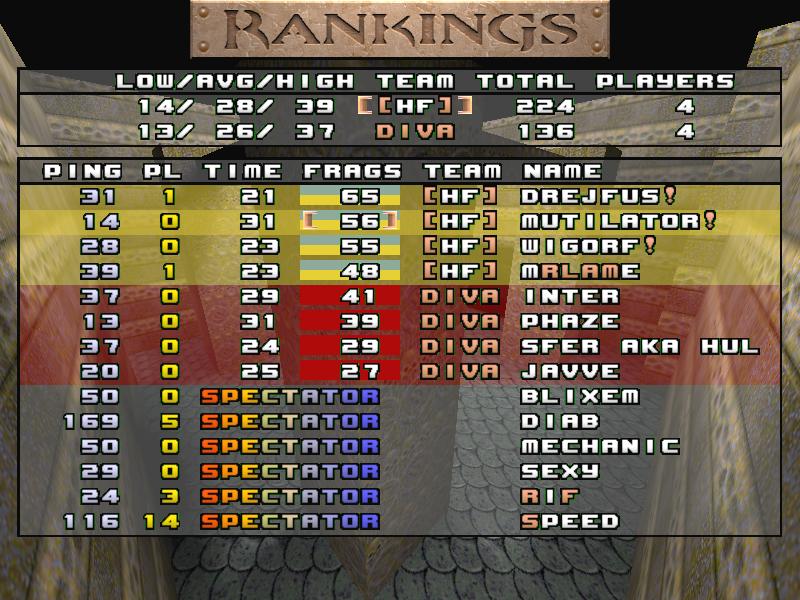 RANKINGS
LOW/AVG/HIGH TEAM TOTAL PLAYERS
14/ 28/ 39 [HF] 224 4
13/ 26/ 37 DIVA 136 4
PING PL TIME FRAGS TEAM NAME
31 1 21 65 [HF] DREJFUS!
14 0 31 [ 56] [HF] MUTILATOR!
28 0 23 55 [HF] WIGORF!
39 1 23 48 [HF] MRLAME
37 0 29 41 DIVA INTER
13 0 31 39 DIVA PHAZE
37 0 24 29 DIVA SFER AKA HUL
20 0 25 27 DIVA JAVVE
50 0 SPECTATOR BLIXEM
169 5 SPECTATOR DIAB
50 0 SPECTATOR MECHANIC
29 0 SPECTATOR SEXY
24 3 SPECTATOR RIF
116 14 SPECTATOR SPEED